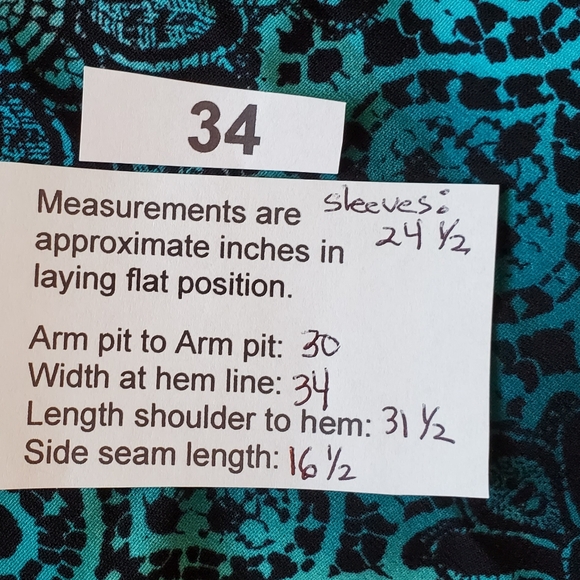 34
Measurements are
approximate inches in
laying flat position.
sleeves:
24 1/2
Arm pit to Arm pit: 30
Width at hem line: 34
Length shoulder to hem: 31 1/2
Side seam length: 16 1/2